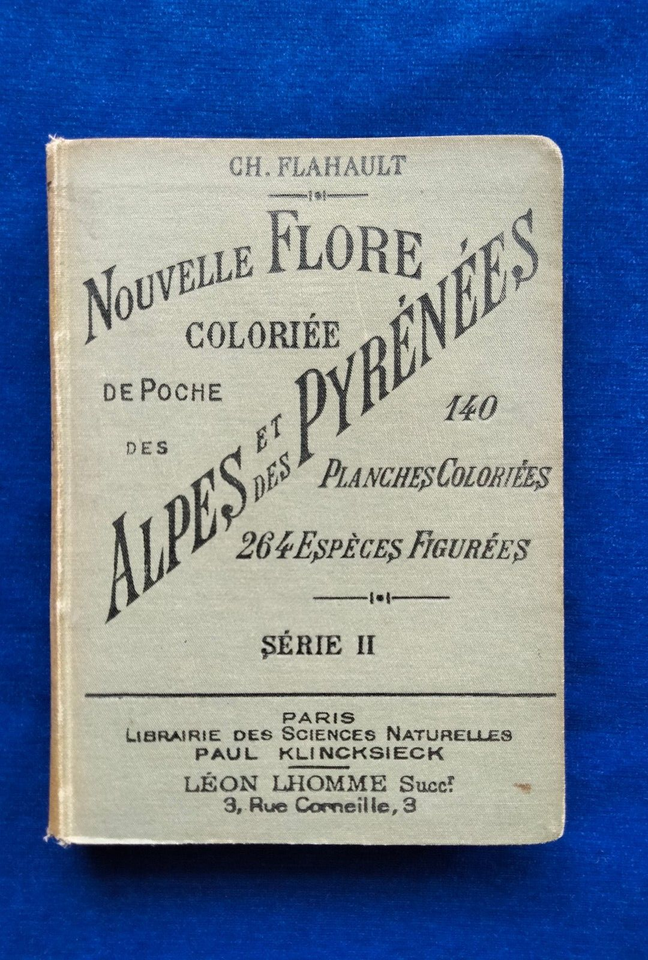 CH. FLAHAULT
NOUVELLE FLORE
COLORIÉE
DE POCHE
DES
ALPES ET
DES PYRÉNÉES
140
PLANCHES COLORIÉES
264 ESPÈCES FIGURÉES
SÉRIE II
PARIS
LIBRAIRIE DES SCIENCES NATURELLES
PAUL KLINCKSIECK
LÉON LHOMME Succr
3, Rue Corneille, 3